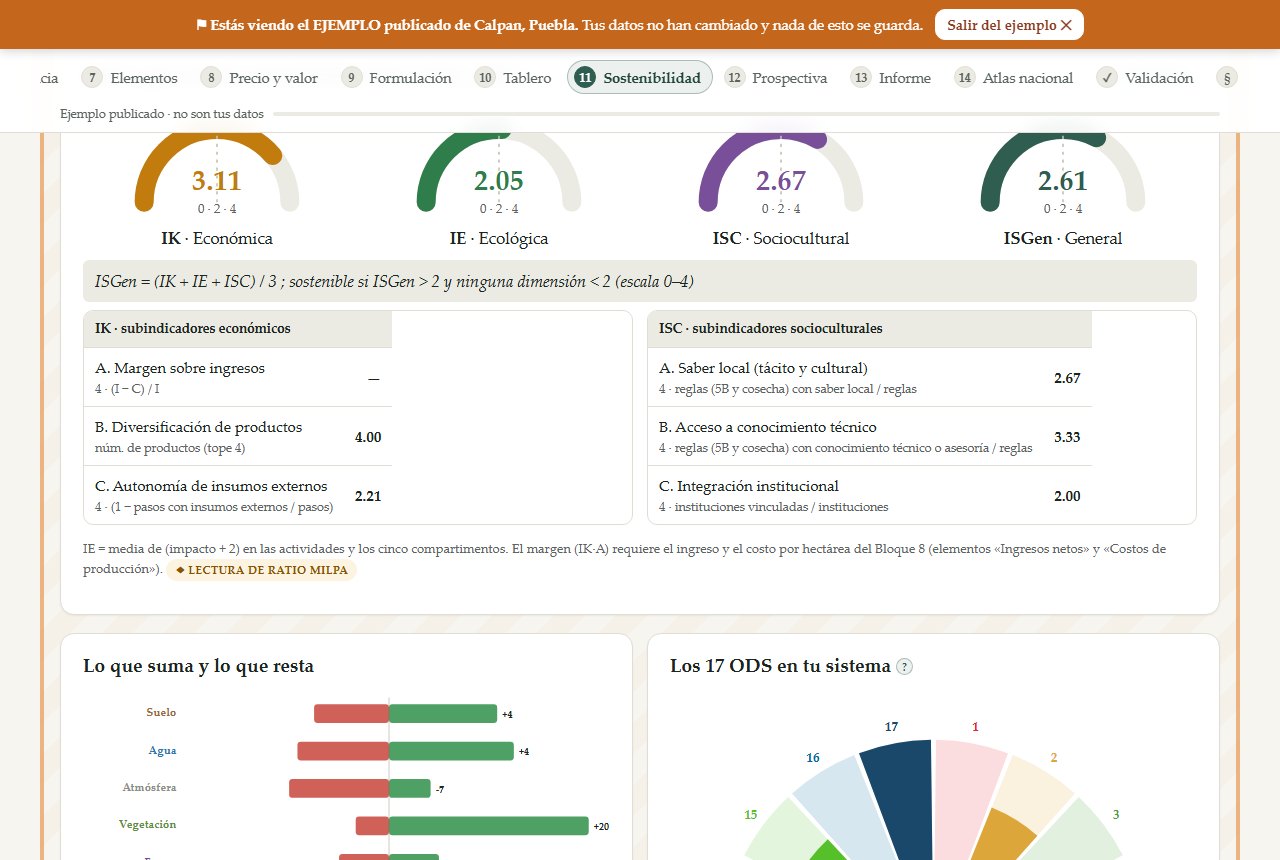 ⚑ Estás viendo el EJEMPLO publicado de Calpan, Puebla. Tus datos no han cambiado y nada de esto se guarda. Salir del ejemplo ✕
cia 7 Elementos 8 Precio y valor 9 Formulación 10 Tablero 11 Sostenibilidad 12 Prospectiva 13 Informe 14 Atlas nacional ✓ Validación §
Ejemplo publicado · no son tus datos
3.11 2.05 2.67 2.61
0 · 2 · 4 0 · 2 · 4 0 · 2 · 4 0 · 2 · 4
IK · Económica IE · Ecológica ISC · Sociocultural ISGen · General
ISGen = (IK + IE + ISC) / 3 ; sostenible si ISGen > 2 y ninguna dimensión < 2 (escala 0–4)
IK · subindicadores económicos
A. Margen sobre ingresos —
4 · (I − C) / I
B. Diversificación de productos 4.00
núm. de productos (tope 4)
C. Autonomía de insumos externos 2.21
4 · (1 − pasos con insumos externos / pasos)
ISC · subindicadores socioculturales
A. Saber local (tácito y cultural) 2.67
4 · reglas (5B y cosecha) con saber local / reglas
B. Acceso a conocimiento técnico 3.33
4 · reglas (5B y cosecha) con conocimiento técnico o asesoría / reglas
C. Integración institucional 2.00
4 · instituciones vinculadas / instituciones
IE = media de (impacto + 2) en las actividades y los cinco compartimentos. El margen (IK-A) requiere el ingreso y el costo por hectárea del Bloque 8 (elementos «Ingresos netos» y «Costos de
producción»). ◆ LECTURA DE RATIO MILPA
Lo que suma y lo que resta
Suelo +4
Agua +4
Atmósfera -7
Vegetación +20
Los 17 ODS en tu sistema ?
17 1
16 2
15 3